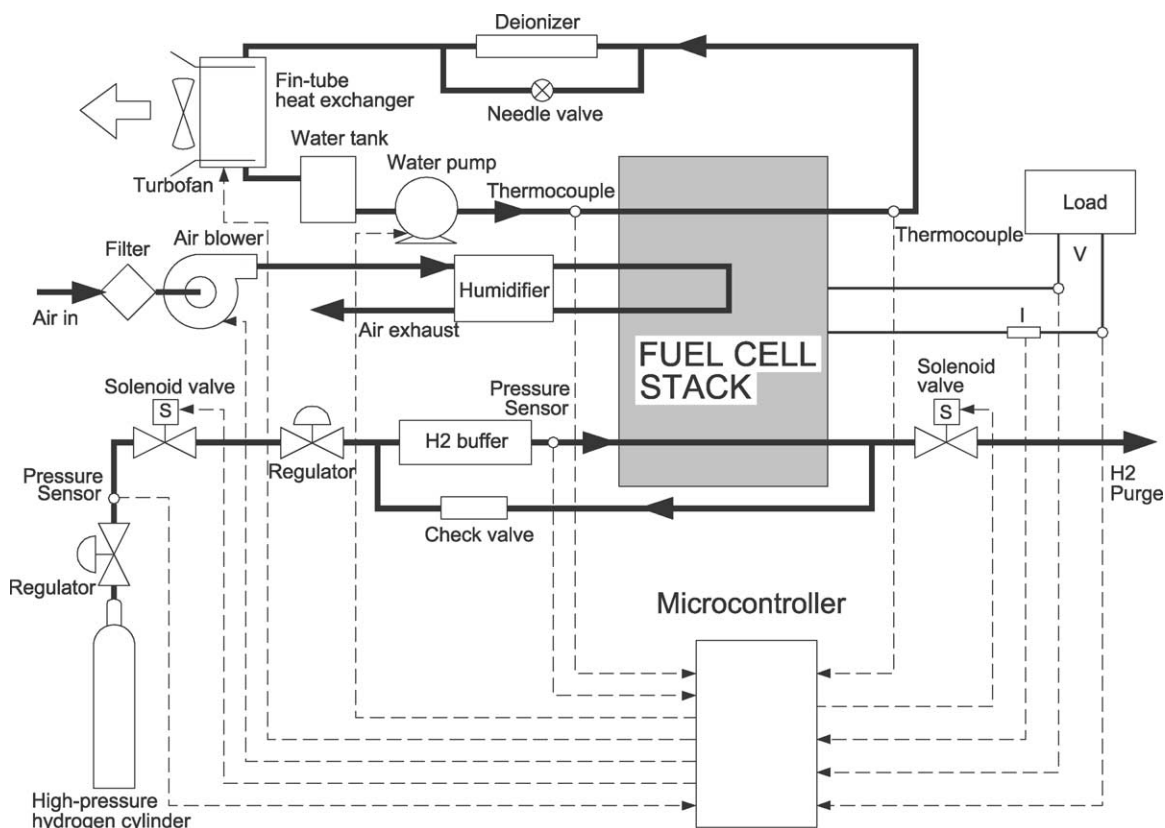 Deionizer
Fin-tube
heat exchanger
Needle valve
Water tank
Water pump
Turbofan
Thermocouple
Load
Thermocouple
V
Filter
Air blower
Humidifier
Air in
Air exhaust
I
FUEL CELL
STACK
Solenoid valve
S
Pressure
Sensor
Solenoid
valve
S
H2 buffer
Regulator
Pressure
Sensor
H2
Purge
Check valve
Regulator
Microcontroller
High-pressure
hydrogen cylinder